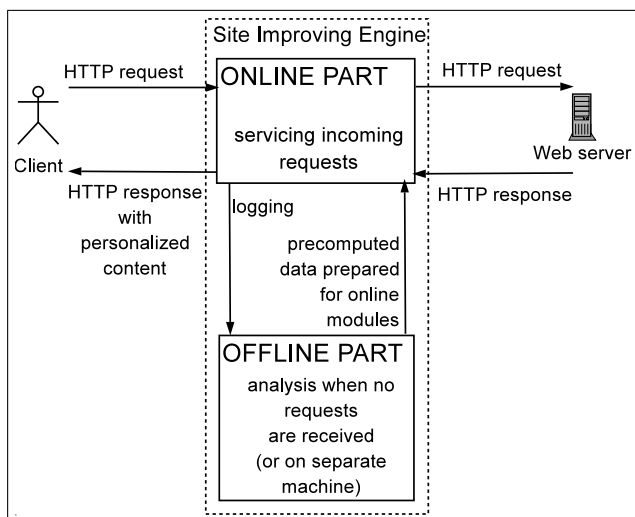 Site Improving Engine
HTTP request
ONLINE PART
HTTP request
servicing incoming
requests
Client
Web server
HTTP response
with
personalized
content
HTTP response
logging
precomputed
data prepared
for online
modules
OFFLINE PART
analysis when no
requests
are received
(or on separate
machine)